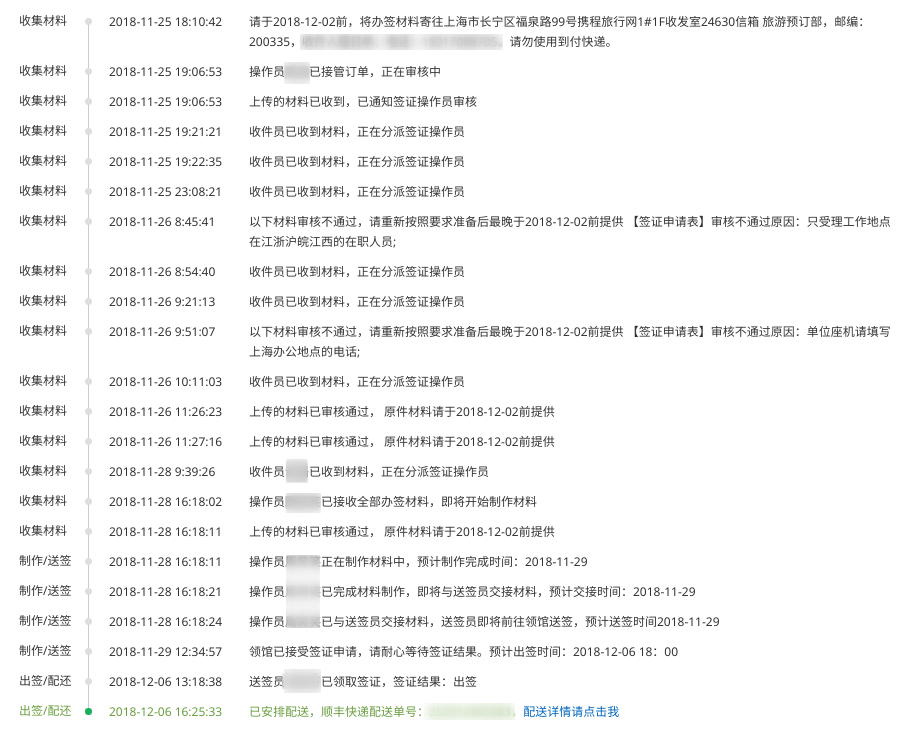 收集材料 2018-11-25 18:10:42 请于2018-12-02前，将办签材料寄往上海市长宁区福泉路99号携程旅行网1#1F收发室24630信箱 旅游预订部，邮编：
200335， 请勿使用到付快递。
收集材料 2018-11-25 19:06:53 操作员 已接管订单，正在审核中
收集材料 2018-11-25 19:06:53 上传的材料已收到，已通知签证操作员审核
收集材料 2018-11-25 19:21:21 收件员已收到材料，正在分派签证操作员
收集材料 2018-11-25 19:22:35 收件员已收到材料，正在分派签证操作员
收集材料 2018-11-25 23:08:21 收件员已收到材料，正在分派签证操作员
收集材料 2018-11-26 8:45:41 以下材料审核不通过，请重新按照要求准备后最晚于2018-12-02前提供 【签证申请表】审核不通过原因：只受理工作地点
在江浙沪皖江西的在职人员;
收集材料 2018-11-26 8:54:40 收件员已收到材料，正在分派签证操作员
收集材料 2018-11-26 9:21:13 收件员已收到材料，正在分派签证操作员
收集材料 2018-11-26 9:51:07 以下材料审核不通过，请重新按照要求准备后最晚于2018-12-02前提供 【签证申请表】审核不通过原因：单位座机请填写
上海办公地点的电话;
收集材料 2018-11-26 10:11:03 收件员已收到材料，正在分派签证操作员
收集材料 2018-11-26 11:26:23 上传的材料已审核通过， 原件材料请于2018-12-02前提供
收集材料 2018-11-26 11:27:16 上传的材料已审核通过， 原件材料请于2018-12-02前提供
收集材料 2018-11-28 9:39:26 收件员 已收到材料，正在分派签证操作员
收集材料 2018-11-28 16:18:02 操作员 已接收全部办签材料，即将开始制作材料
收集材料 2018-11-28 16:18:11 上传的材料已审核通过， 原件材料请于2018-12-02前提供
制作/送签 2018-11-28 16:18:11 操作员 正在制作材料中，预计制作完成时间：2018-11-29
制作/送签 2018-11-28 16:18:21 操作员 已完成材料制作，即将与送签员交接材料，预计交接时间：2018-11-29
制作/送签 2018-11-28 16:18:24 操作员 已与送签员交接材料，送签员即将前往领馆送签，预计送签时间2018-11-29
制作/送签 2018-11-29 12:34:57 领馆已接受签证申请，请耐心等待签证结果。预计出签时间：2018-12-06 18：00
出签/配还 2018-12-06 13:18:38 送签员 已领取签证，签证结果：出签
出签/配还 2018-12-06 16:25:33 已安排配送，顺丰快递配送单号： ，配送详情请点击我